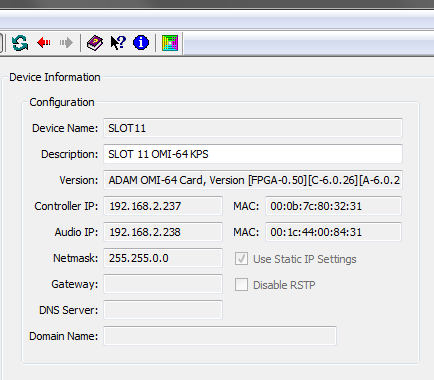 Device Information
Configuration
Device Name: SLOT11
Description: SLOT 11 OMI-64 KPS
Version: ADAM OMI-64 Card, Version [FPGA-0.50][C-6.0.26][A-6.0.2
Controller IP: 192.168.2.237 MAC: 00:0b:7c:80:32:31
Audio IP: 192.168.2.238 MAC: 00:1c:44:00:84:31
Netmask: 255.255.0.0 Use Static IP Settings
Gateway: Disable RSTP
DNS Server:
Domain Name: